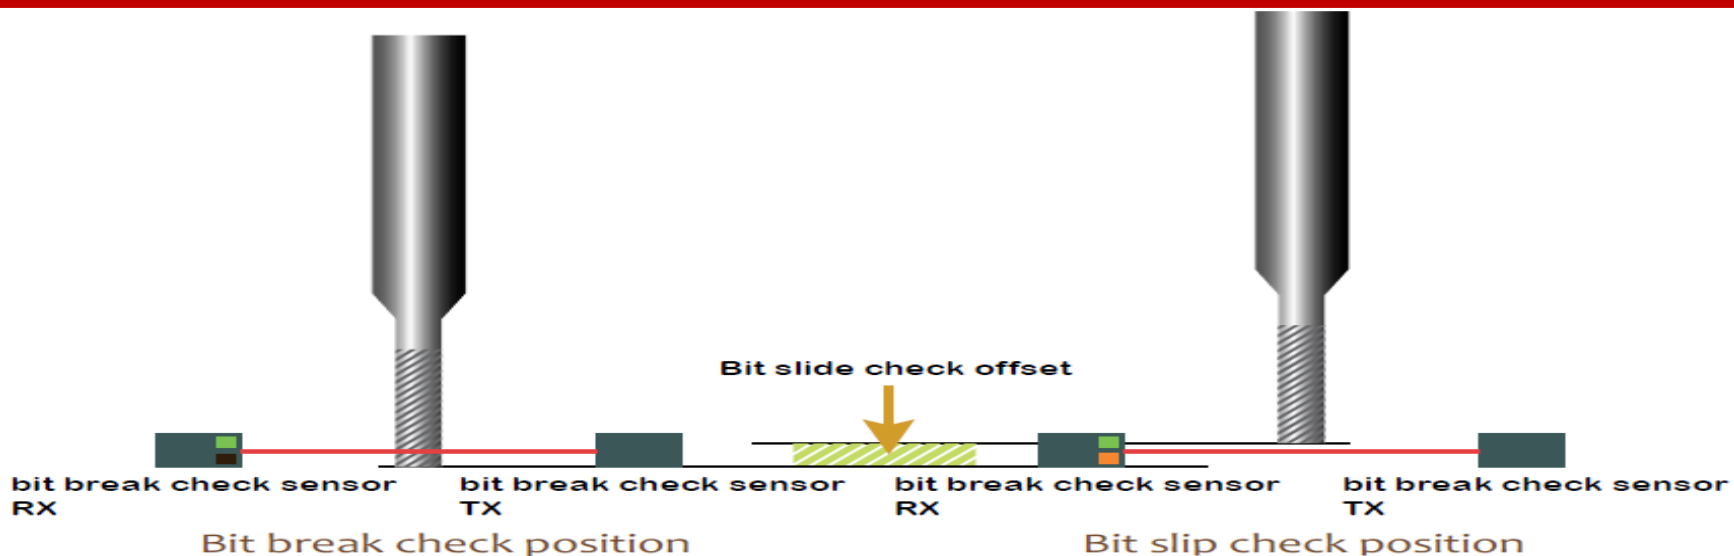 Bit slide check offset
bit break check sensor
RX
bit break check sensor
TX
bit break check sensor
RX
bit break check sensor
TX
Bit break check position
Bit slip check position